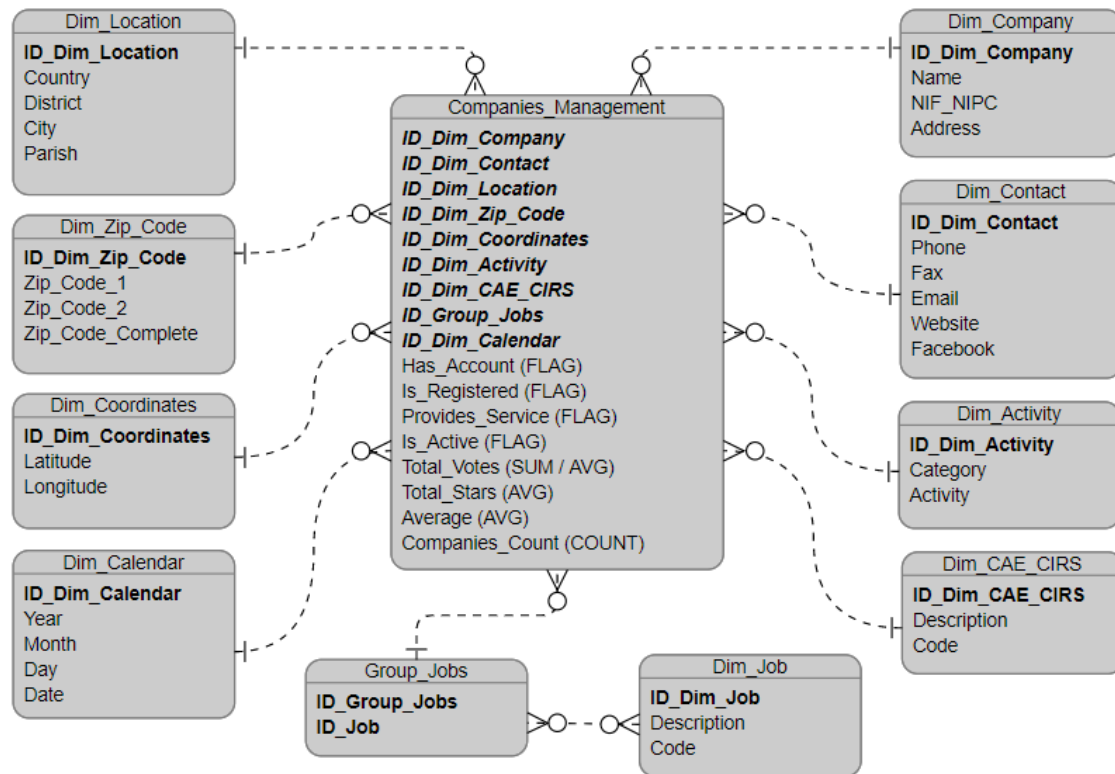 Dim_Location
ID_Dim_Location
Country
District
City
Parish
Dim_Zip_Code
ID_Dim_Zip_Code
Zip_Code_1
Zip_Code_2
Zip_Code_Complete
Dim_Coordinates
ID_Dim_Coordinates
Latitude
Longitude
Dim_Calendar
ID_Dim_Calendar
Year
Month
Day
Date
Companies_Management
ID_Dim_Company
ID_Dim_Contact
ID_Dim_Location
ID_Dim_Zip_Code
ID_Dim_Coordinates
ID_Dim_Activity
ID_Dim_CAE_CIRS
ID_Group_Jobs
ID_Dim_Calendar
Has_Account (FLAG)
Is_Registered (FLAG)
Provides_Service (FLAG)
Is_Active (FLAG)
Total_Votes (SUM / AVG)
Total_Stars (AVG)
Average (AVG)
Companies_Count (COUNT)
Group_Jobs
ID_Group_Jobs
ID_Job
Dim_Job
ID_Dim_Job
Description
Code
Dim_Company
ID_Dim_Company
Name
NIF_NIPC
Address
Dim_Contact
ID_Dim_Contact
Phone
Fax
Email
Website
Facebook
Dim_Activity
ID_Dim_Activity
Category
Activity
Dim_CAE_CIRS
ID_Dim_CAE_CIRS
Description
Code